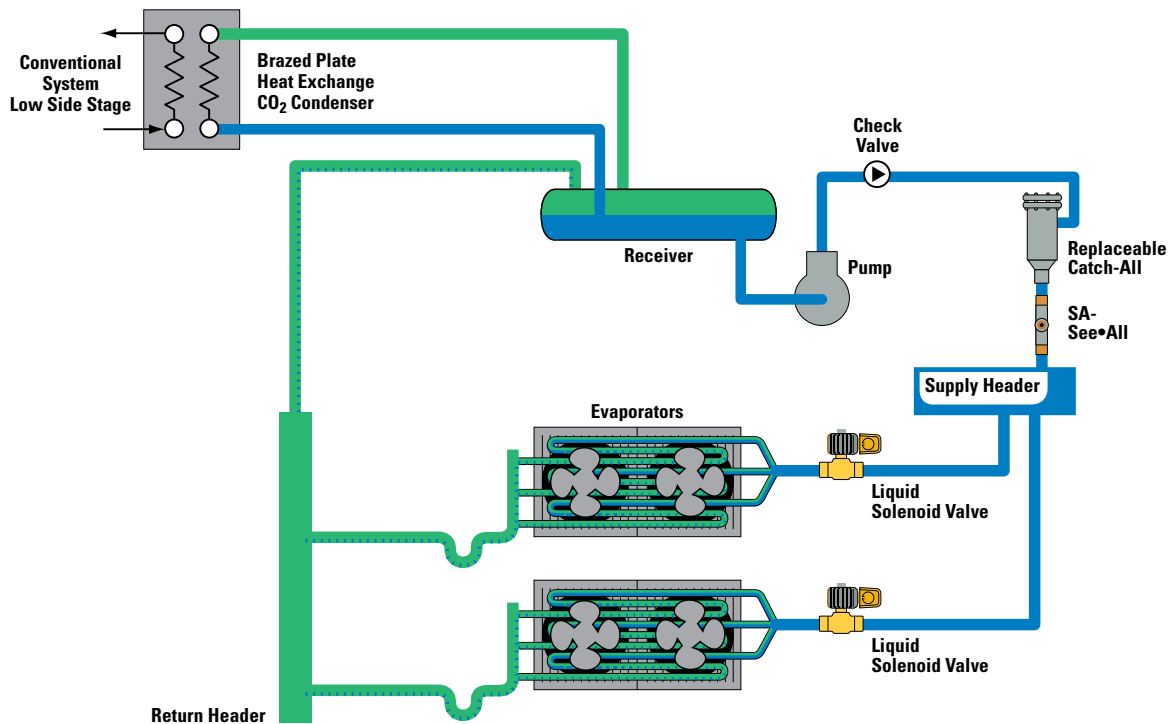 Conventional
System
Low Side Stage
Brazed Plate
Heat Exchange
CO₂ Condenser
Check
Valve
Receiver
Pump
Replaceable
Catch-All
SA-
See•All
Supply Header
Evaporators
Liquid
Solenoid Valve
Liquid
Solenoid Valve
Return Header